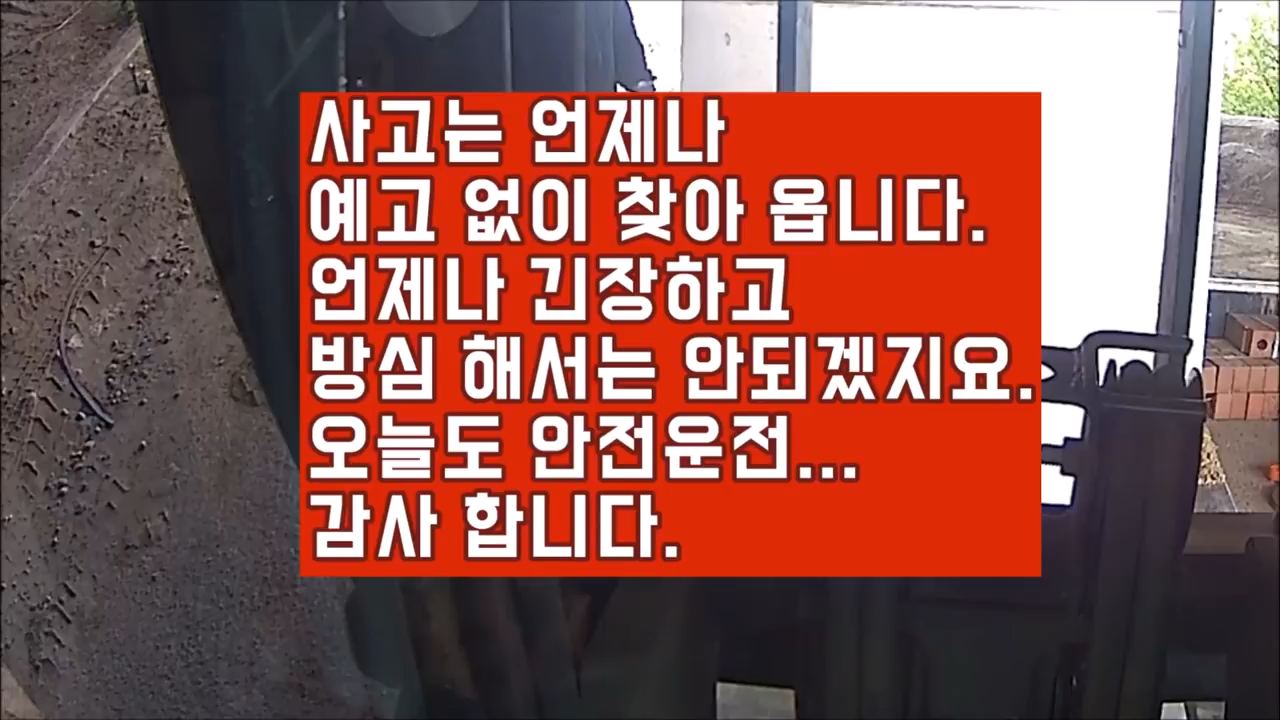 사고는 언제나
예고 없이 찾아 옵니다.
언제나 긴장하고
방심 해서는 안되겠지요.
오늘도 안전운전...
감사 합니다.